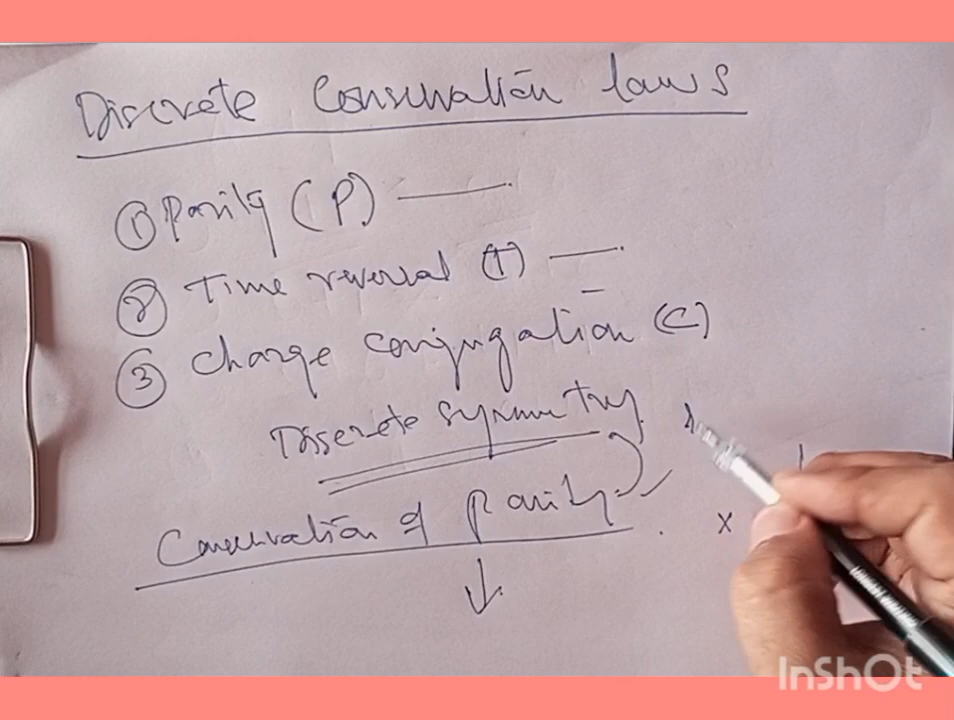 Discrete Conservation laws
① Parity (P) —
② Time reversal (T) —
③ Charge conjugation (C)
Discrete Symmetry
Conservation of Parity
x
InShOt